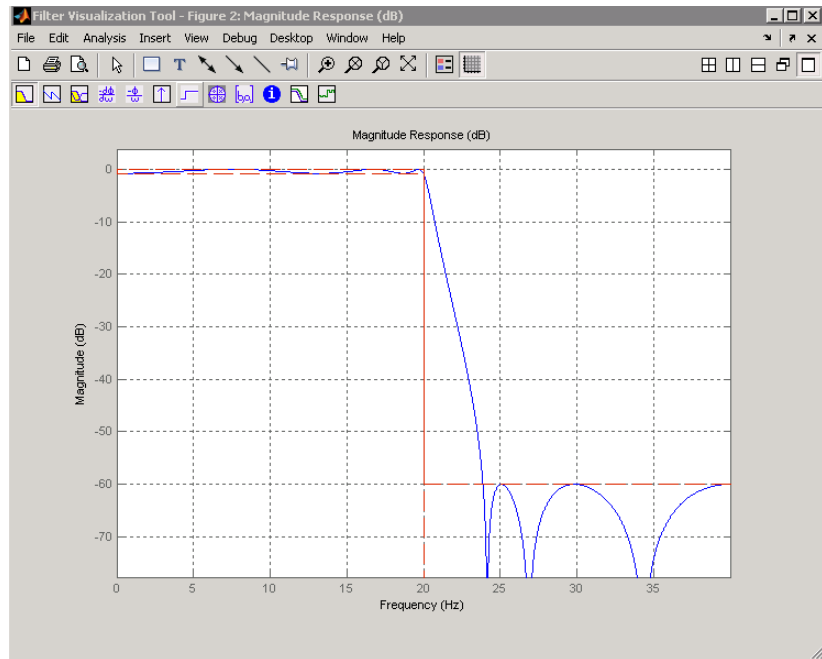 Filter Visualization Tool - Figure 2: Magnitude Response (dB)
File Edit Analysis Insert View Debug Desktop Window Help
T
Magnitude Response (dB)
0
-10
-20
-30
-40
-50
-60
-70
Magnitude (dB)
0 5 10 15 20 25 30 35
Frequency (Hz)